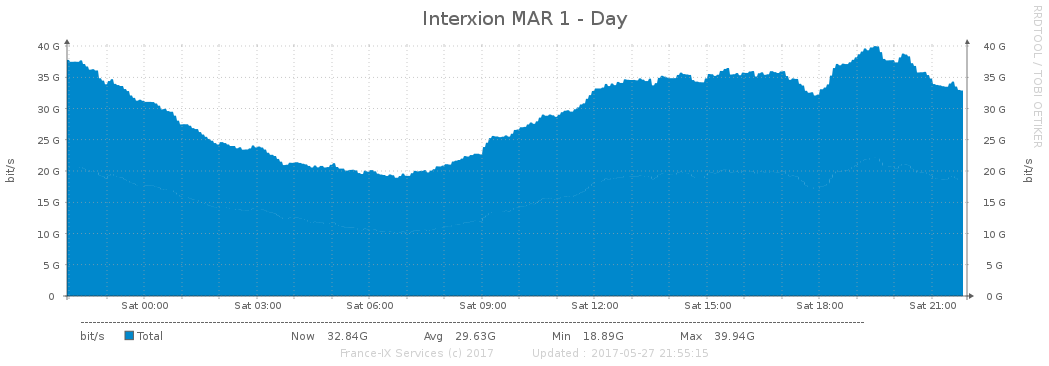 Interxion MAR 1 - Day
RRDTOOL / TOBI OETIKER
bit/s
40 G
35 G
30 G
25 G
20 G
15 G
10 G
5 G
0
40 G
35 G
30 G
25 G
20 G
15 G
10 G
5 G
0 G
bit/s
Sat 00:00 Sat 03:00 Sat 06:00 Sat 09:00 Sat 12:00 Sat 15:00 Sat 18:00 Sat 21:00
bit/s Total Now 32.84G Avg 29.63G Min 18.89G Max 39.94G
France-IX Services (c) 2017 Updated : 2017-05-27 21:55:15